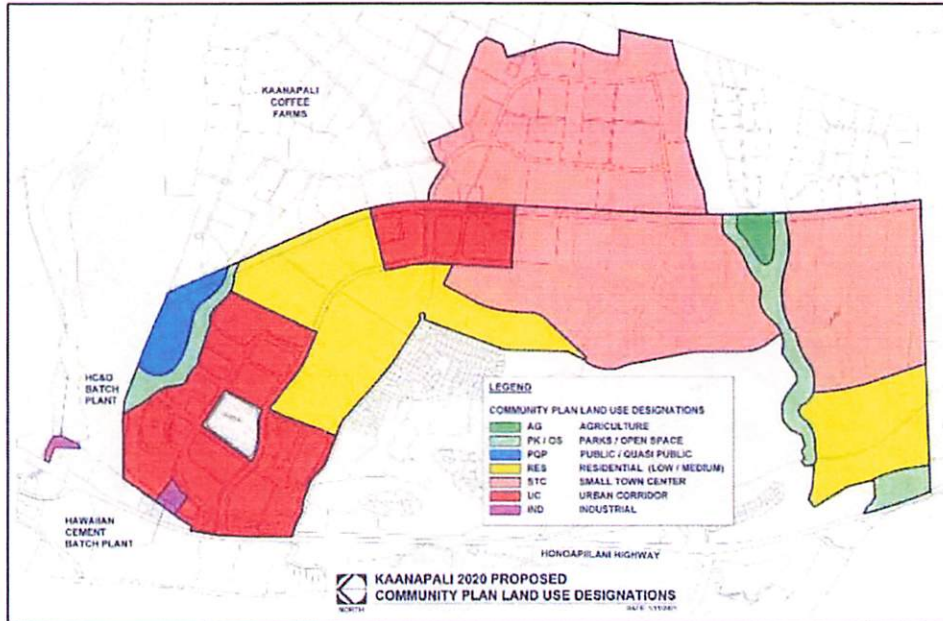 KAANAPALI
COFFEE
FARMS
HC&D
BATCH
PLANT
HAWAIIAN
CEMENT
BATCH PLANT
LEGEND
COMMUNITY PLAN LAND USE DESIGNATIONS
AG AGRICULTURE
PK / OS PARKS / OPEN SPACE
PQP PUBLIC / QUASI PUBLIC
RES RESIDENTIAL (LOW / MEDIUM)
STC SMALL TOWN CENTER
UC URBAN CORRIDOR
IND INDUSTRIAL
HONOAPIILANI HIGHWAY
KAANAPALI 2020 PROPOSED
COMMUNITY PLAN LAND USE DESIGNATIONS
NORTH
DATE: